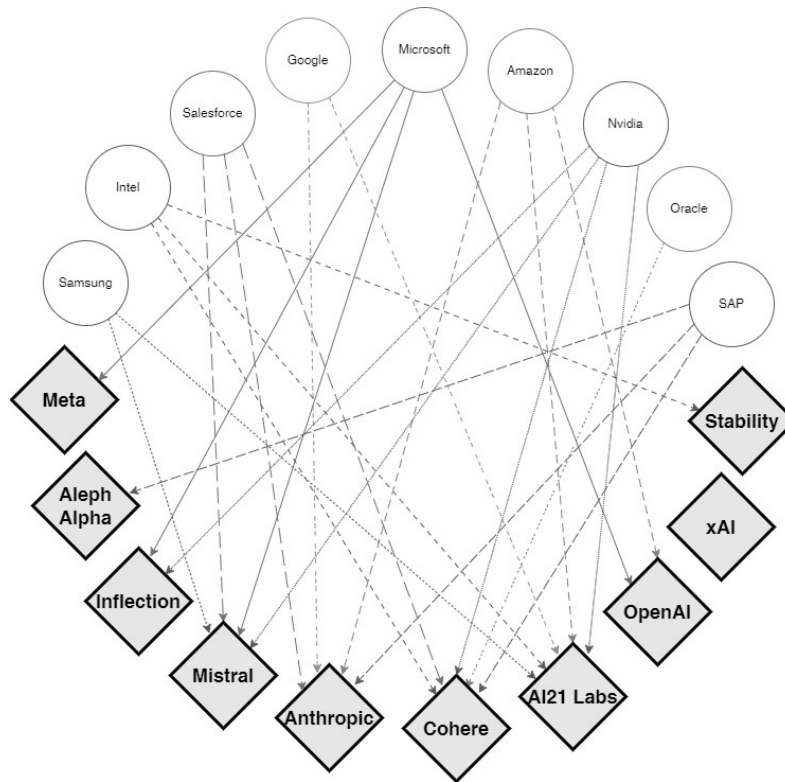 Microsoft
Google
Amazon
Salesforce
Nvidia
Intel
Oracle
Samsung
SAP
Meta
Stability
Aleph
Alpha
xAI
Inflection
OpenAI
Mistral
Anthropic
Cohere
AI21 Labs